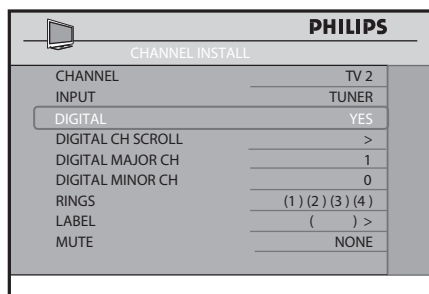 PHILIPS
CHANNEL INSTALL
CHANNEL TV 2
INPUT TUNER
DIGITAL YES
DIGITAL CH SCROLL >
DIGITAL MAJOR CH 1
DIGITAL MINOR CH 0
RINGS (1 ) (2 ) (3 ) (4 )
LABEL ( ) >
MUTE NONE